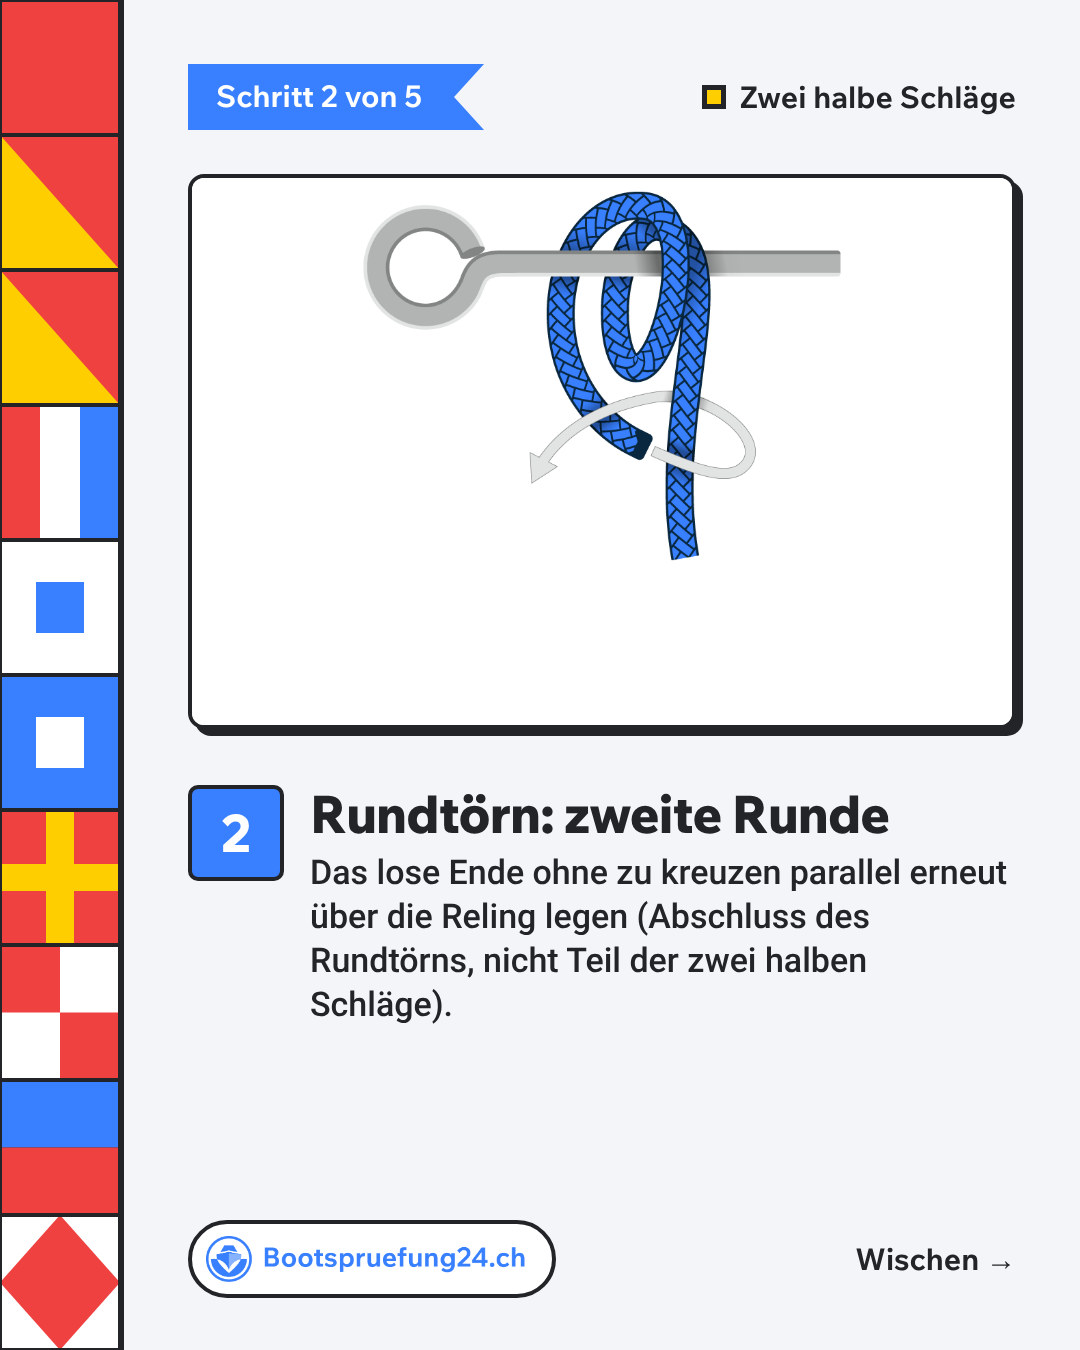 Schritt 2 von 5
Zwei halbe Schläge
2
Rundtörn: zweite Runde
Das lose Ende ohne zu kreuzen parallel erneut
über die Reling legen (Abschluss des
Rundtörns, nicht Teil der zwei halben
Schläge).
Bootspruefung24.ch
Wischen →